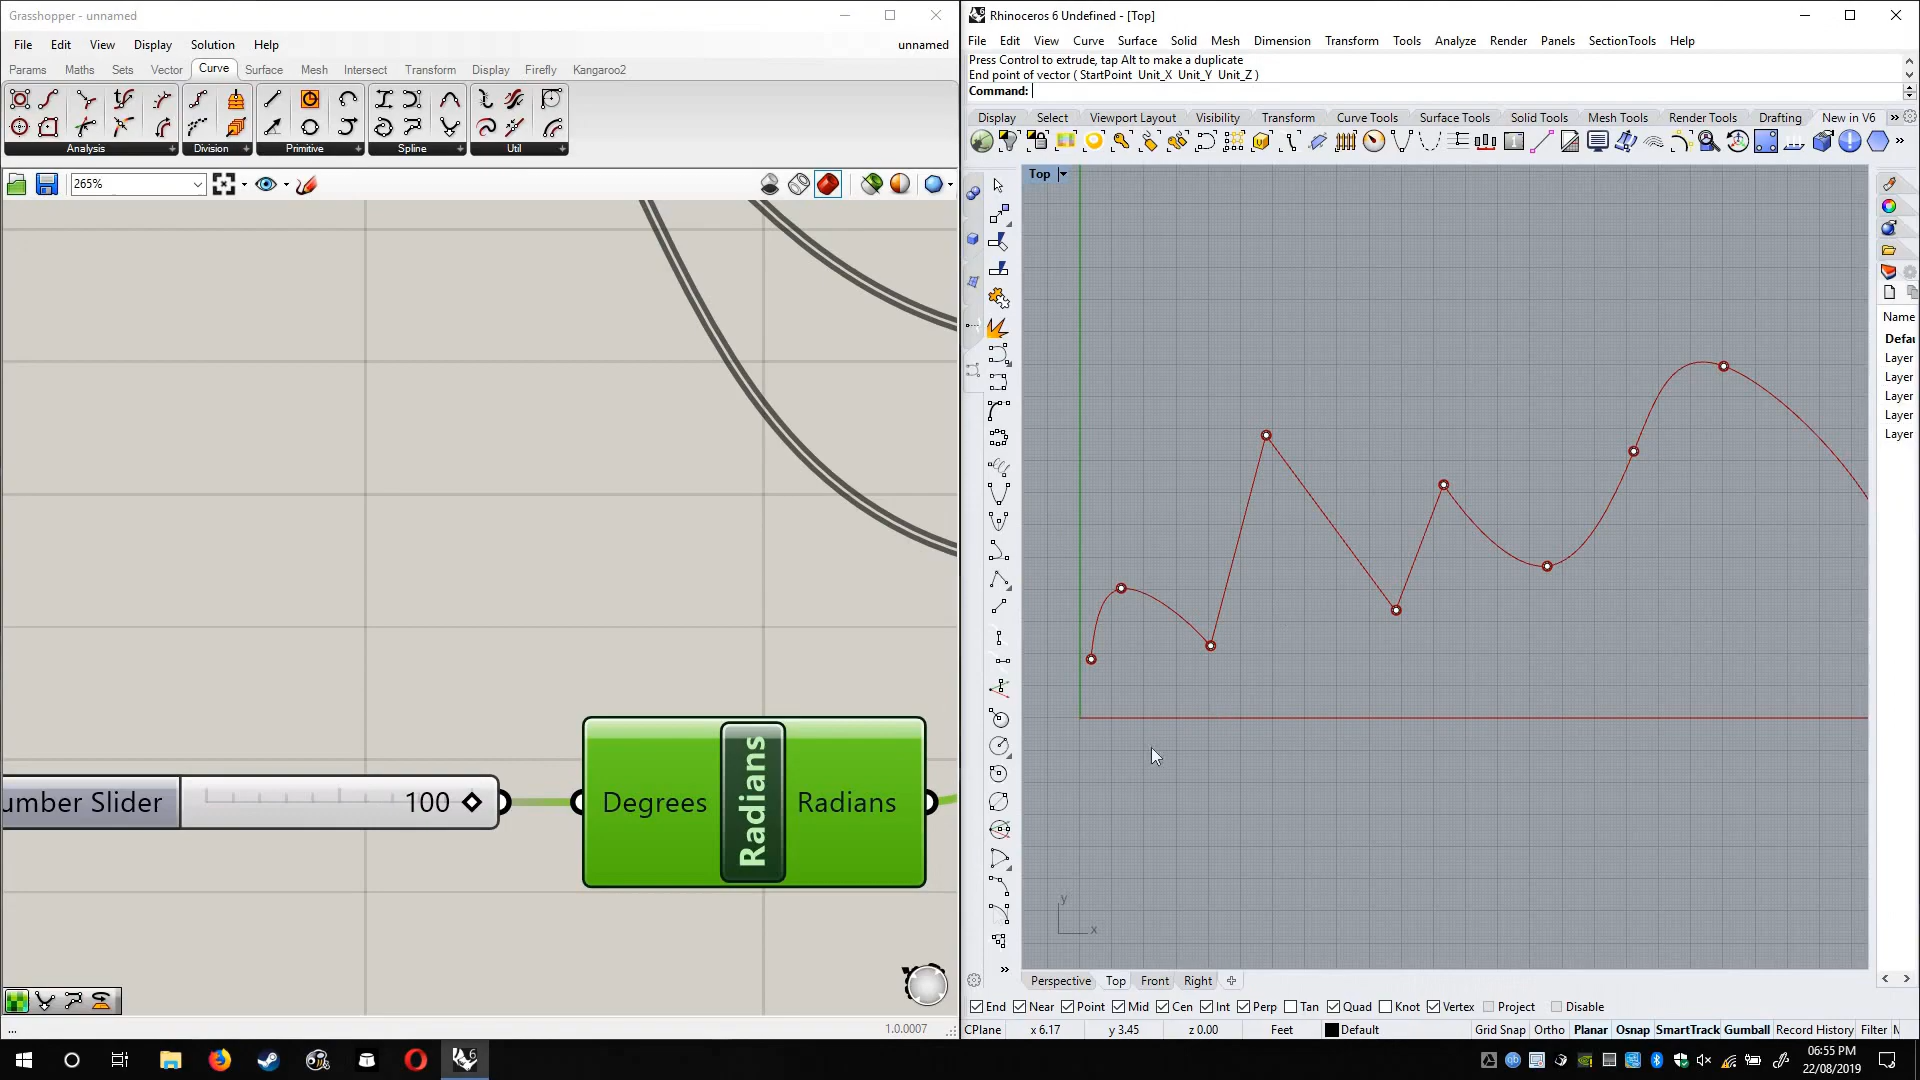 Grasshopper - unnamed
File Edit View Display Solution Help unnamed
Params Maths Sets Vector Curve Surface Mesh Intersect Transform Display Firefly Kangaroo2
Analysis Division Primitive Spline Util
265%
umber Slider 100
Degrees Radians Radians
...
1.0.0007
Rhinoceros 6 Undefined - [Top]
File Edit View Curve Surface Solid Mesh Dimension Transform Tools Analyze Render Panels SectionTools Help
Press Control to extrude, tap Alt to make a duplicate
End point of vector ( StartPoint Unit_X Unit_Y Unit_Z )
Command:
Display Select Viewport Layout Visibility Transform Curve Tools Surface Tools Solid Tools Mesh Tools Render Tools Drafting New in V6
Top
Name
Defau
Layer
Layer
Layer
Layer
Layer
y
x
Perspective Top Front Right
End Near Point Mid Cen Int Perp Tan Quad Knot Vertex Project Disable
CPlane x 6.17 y 3.45 z 0.00 Feet Default Grid Snap Ortho Planar Osnap SmartTrack Gumball Record History Filter
06:55 PM
22/08/2019